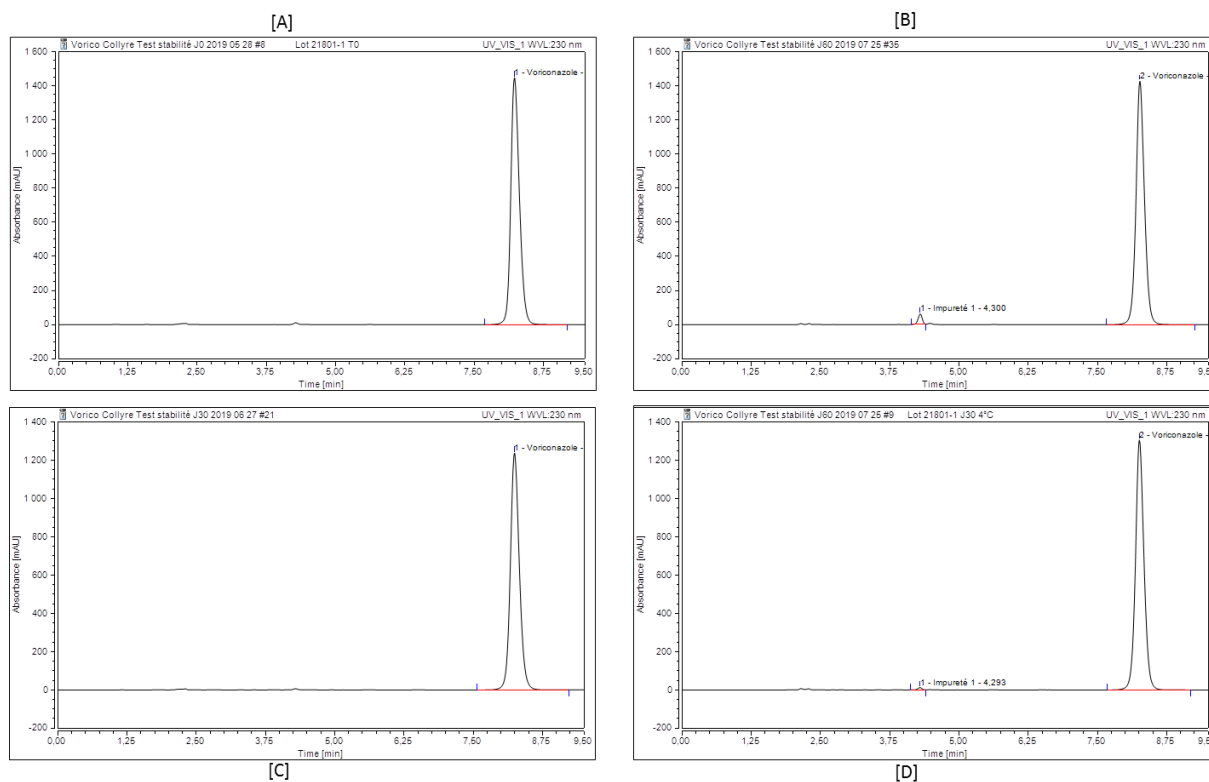 [A]
Vorico Collyre Test stabilité J0 2019 05 28 #8 Lot 21801-1 T0 UV_VIS_1 WVL:230 nm
1 600
1 400
1 200
1 000
800
600
400
200
0
-200
Absorbance [mAU]
1 - Voriconazole -
0,00 1,25 2,50 3,75 5,00 6,25 7,50 8,75 9,50
Time [min]
[B]
Vorico Collyre Test stabilité J60 2019 07 25 #35 UV_VIS_1 WVL:230 nm
1 600
1 400
1 200
1 000
800
600
400
200
0
-200
Absorbance [mAU]
2 - Voriconazole -
1 - Impureté 1 - 4,300
0,00 1,25 2,50 3,75 5,00 6,25 7,50 8,75 9,50
Time [min]
Vorico Collyre Test stabilité J30 2019 06 27 #21 UV_VIS_1 WVL:230 nm
1 400
1 200
1 000
800
600
400
200
0
-200
Absorbance [mAU]
1 - Voriconazole -
0,00 1,25 2,50 3,75 5,00 6,25 7,50 8,75 9,50
Time [min]
[C]
Vorico Collyre Test stabilité J60 2019 07 25 #9 Lot 21801-1 J30 4°C UV_VIS_1 WVL:230 nm
1 400
1 200
1 000
800
600
400
200
0
-200
Absorbance [mAU]
2 - Voriconazole -
1 - Impureté 1 - 4,293
0,00 1,25 2,50 3,75 5,00 6,25 7,50 8,75 9,50
Time [min]
[D]